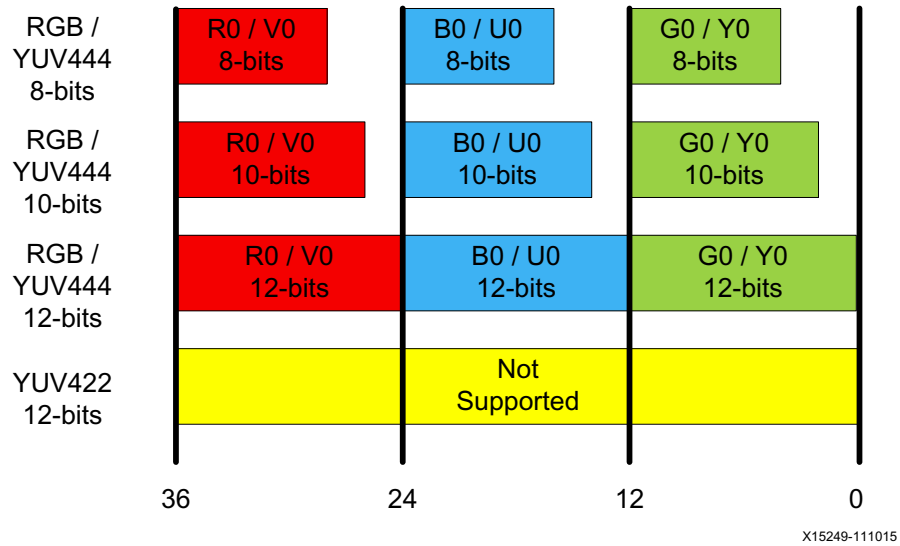 RGB /
YUV444
8-bits
R0 / V0
8-bits
B0 / U0
8-bits
G0 / Y0
8-bits
RGB /
YUV444
10-bits
R0 / V0
10-bits
B0 / U0
10-bits
G0 / Y0
10-bits
RGB /
YUV444
12-bits
R0 / V0
12-bits
B0 / U0
12-bits
G0 / Y0
12-bits
YUV422
12-bits
Not
Supported
36 24 12 0
X15249-111015